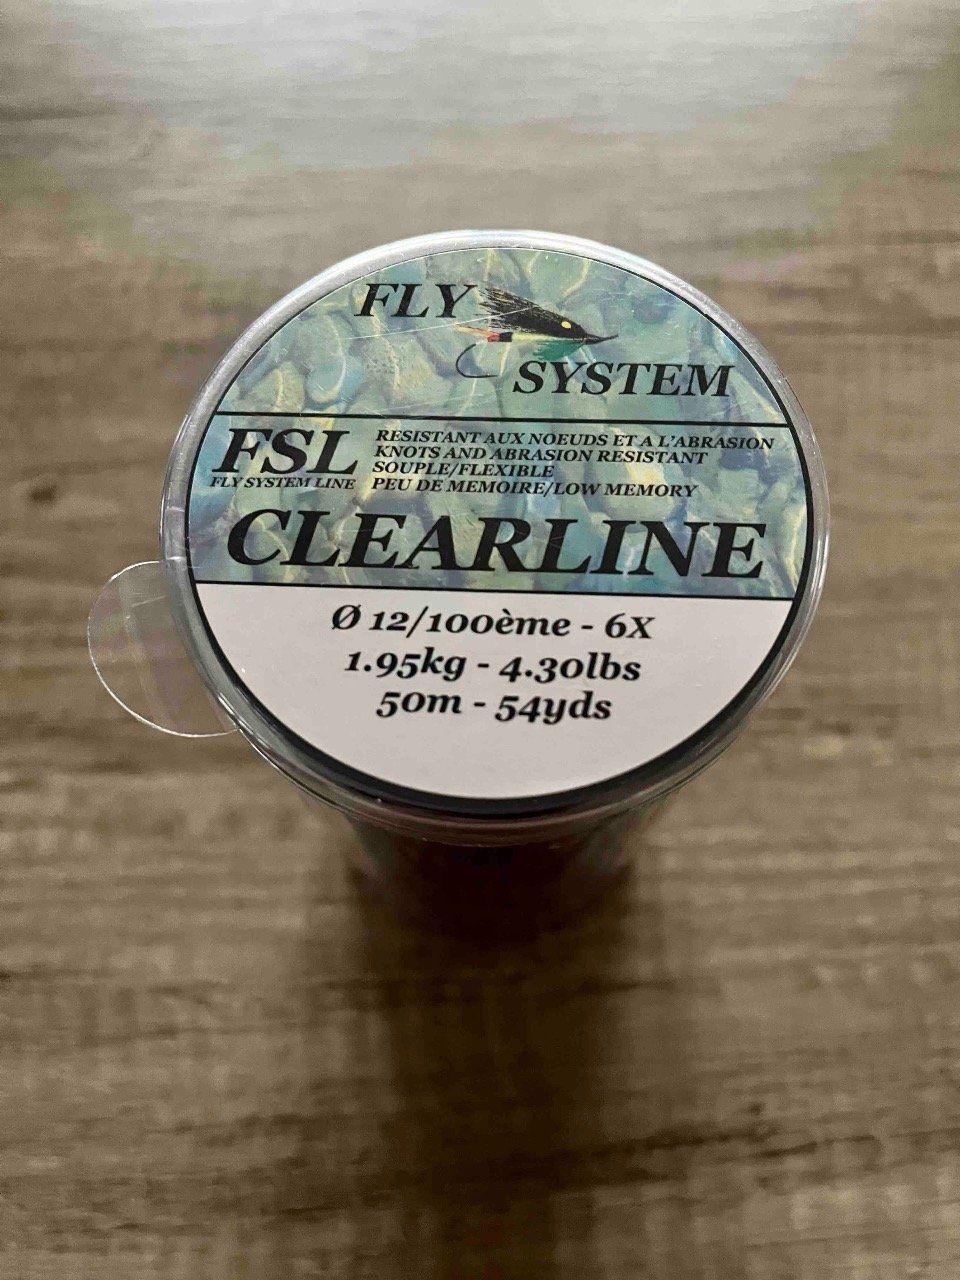 FLY
SYSTEM
FSL
FLY SYSTEM LINE
RESISTANT AUX NOEUDS ET A L'ABRASION
KNOTS AND ABRASION RESISTANT
SOUPLE/FLEXIBLE
PEU DE MEMOIRE/LOW MEMORY
CLEARLINE
Ø 12/100ème - 6X
1.95kg - 4.30lbs
50m - 54yds